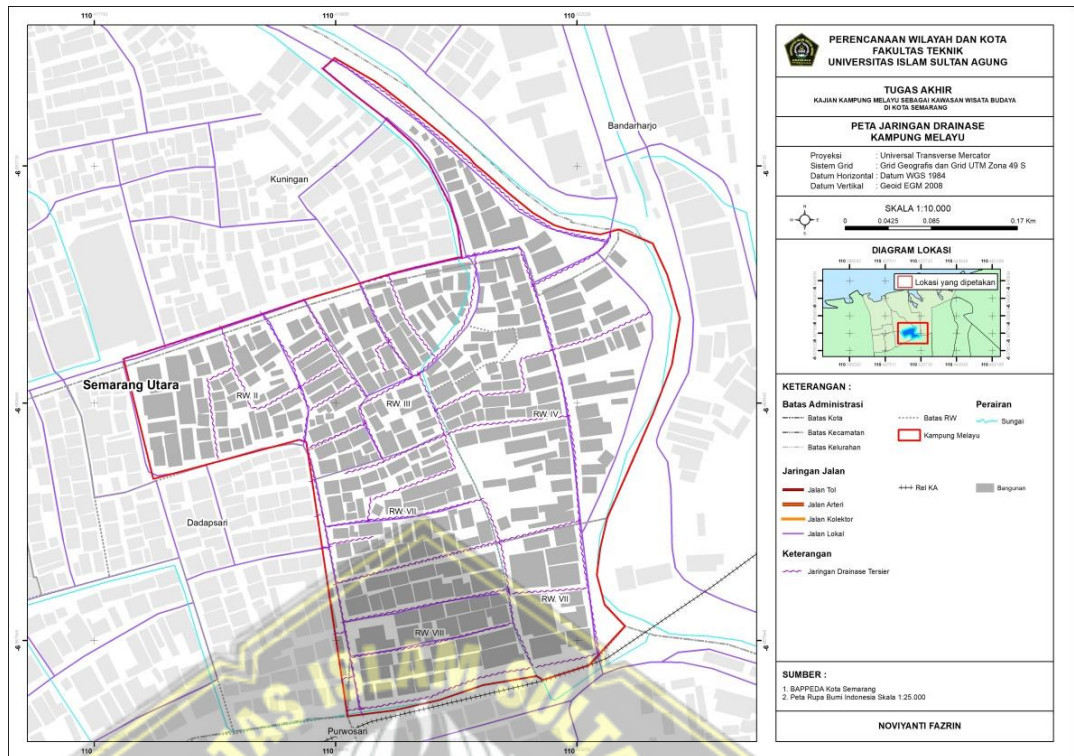 PERENCANAAN WILAYAH DAN KOTA
FAKULTAS TEKNIK
UNIVERSITAS ISLAM SULTAN AGUNG
TUGAS AKHIR
KAJIAN KAMPUNG MELAYU SEBAGAI KAWASAN WISATA BUDAYA
DI KOTA SEMARANG
PETA JARINGAN DRAINASE
KAMPUNG MELAYU
Proyeksi : Universal Transverse Mercator
Sistem Grid : Grid Geografis dan Grid UTM Zona 49 S
Datum Horizontal : Datum WGS 1984
Datum Vertikal : Geoid EGM 2008
SKALA 1:10.000
0 0.0425 0.085 0.17 Km
DIAGRAM LOKASI
Lokasi yang dipetakan
KETERANGAN :
Batas Administrasi
Batas Kota
Batas Kecamatan
Batas Kelurahan
Batas RW
Kampung Melayu
Perairan
Sungai
Jaringan Jalan
Jalan Tol
Jalan Arteri
Jalan Kolektor
Jalan Lokal
Rel KA
Bangunan
Keterangan
Jaringan Drainase Tersier
SUMBER :
1. BAPPEDA Kota Semarang
2. Peta Rupa Bumi Indonesia Skala 1:25.000
NOVIYANTI FAZRIN
Bandarharjo
Kuningan
Semarang Utara
RW. II
RW. III
RW. IV
RW. VII
Dadapsari
RW. VII
RW. VIII
Purwosari